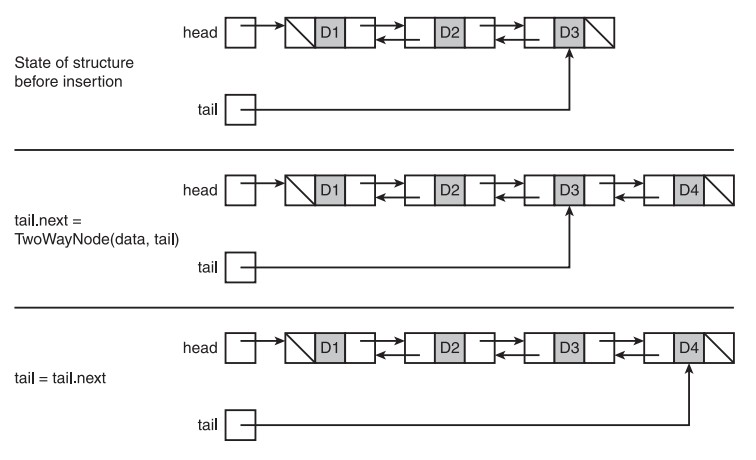 head D1 D2 D3
State of structure
before insertion
tail
head D1 D2 D3 D4
tail.next =
TwoWayNode(data, tail)
tail
head D1 D2 D3 D4
tail = tail.next
tail